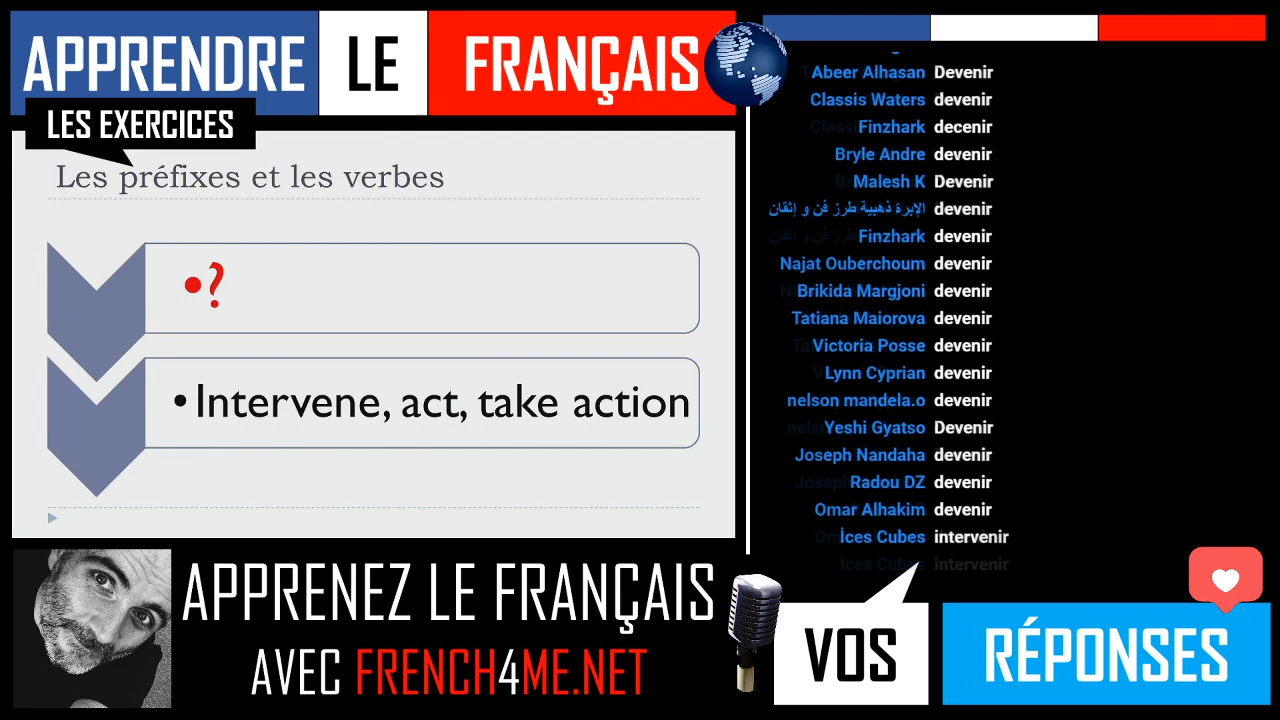 APPRENDRE LE FRANÇAIS
LES EXERCICES
Les préfixes et les verbes
•?
•Intervene, act, take action
APPRENEZ LE FRANÇAIS
AVEC FRENCH4ME.NET
Abeer Alhasan Devenir
Classis Waters devenir
Finzhark decenir
Bryle Andre devenir
Malesh K Devenir
الإبرة ذهبية طرز فن و إتقان devenir
Finzhark devenir
Najat Ouberchoum devenir
Brikida Margjoni devenir
Tatiana Maiorova devenir
Victoria Posse devenir
Lynn Cyprian devenir
nelson mandela.o devenir
Yeshi Gyatso Devenir
Joseph Nandaha devenir
Radou DZ devenir
Omar Alhakim devenir
İces Cubes intervenir
VOS RÉPONSES